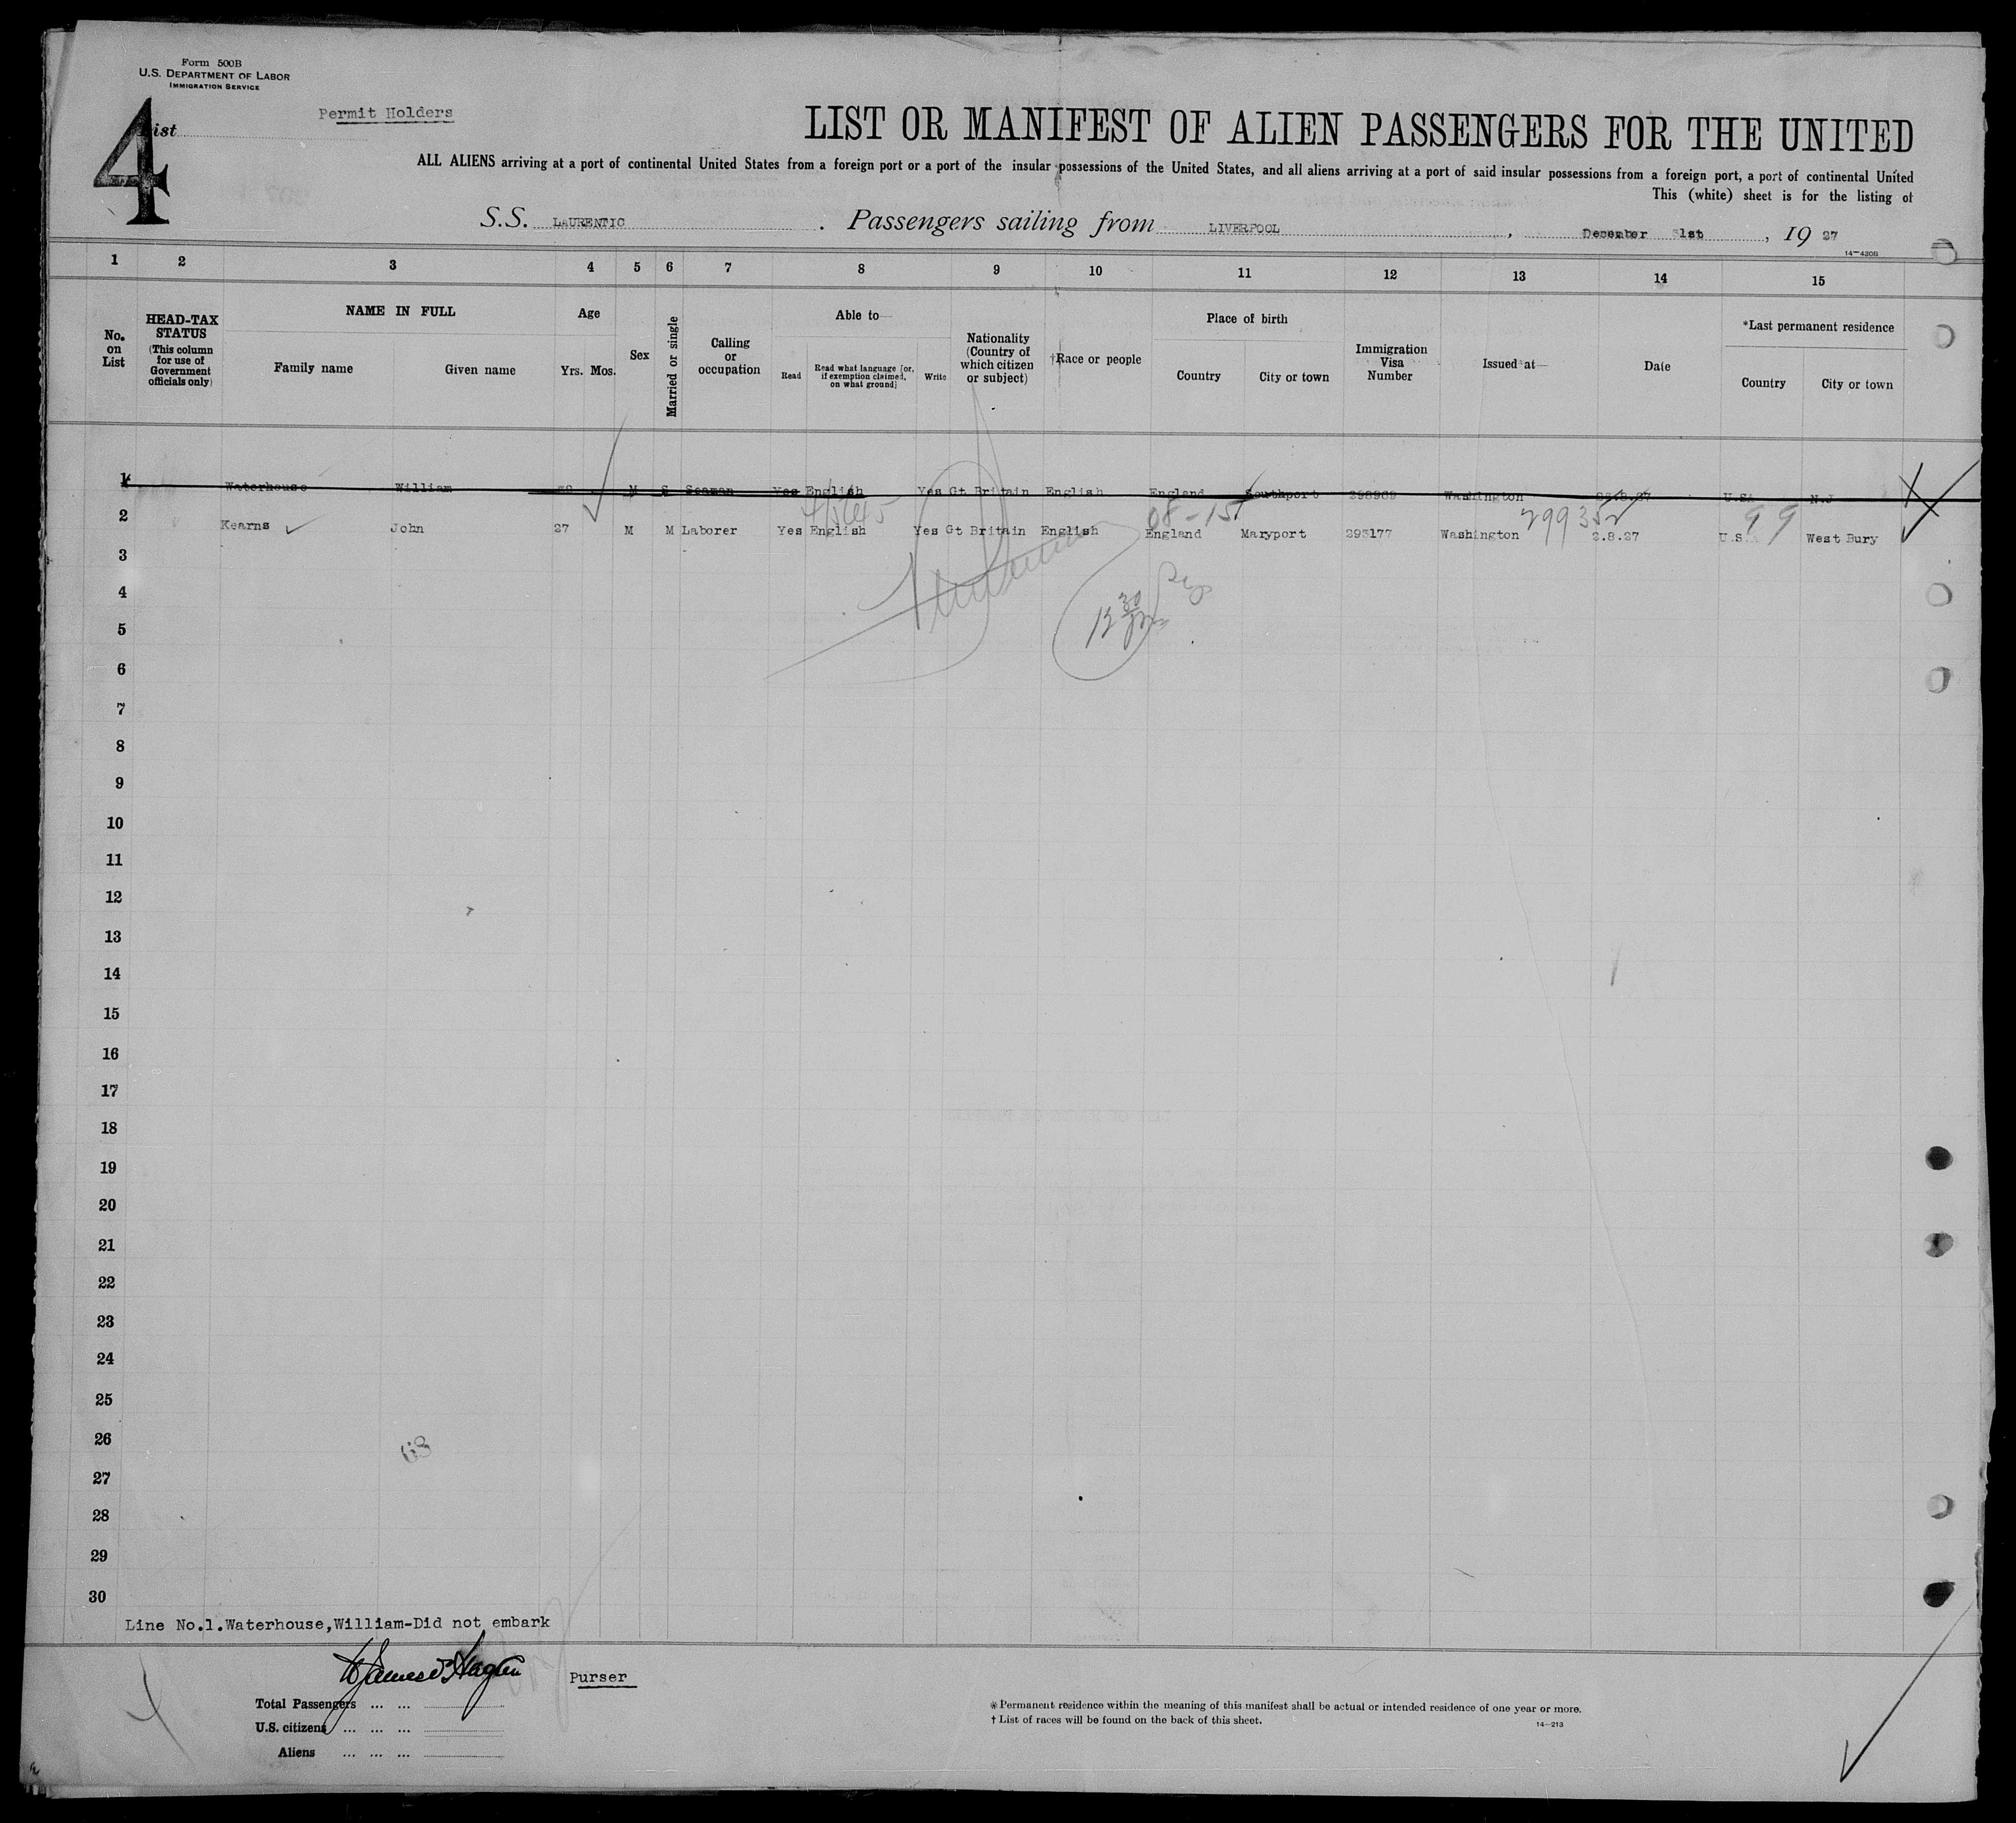 Form 500B
U.S. DEPARTMENT OF LABOR
IMMIGRATION SERVICE
4
List
Permit Holders
LIST OR MANIFEST OF ALIEN PASSENGERS FOR THE UNITED
ALL ALIENS arriving at a port of continental United States from a foreign port or a port of the insular possessions of the United States, and all aliens arriving at a port of said insular possessions from a foreign port, a port of continental United
This (white) sheet is for the listing of
S.S. LAURENTIC . Passengers sailing from LIVERPOOL , December 31st , 19 27
14—420B
1 2 3 4 5 6 7 8 9 10 11 12 13 14 15
No. on List
HEAD-TAX STATUS (This column for use of Government officials only)
NAME IN FULL
Family name Given name
Age
Yrs. Mos.
Sex
Married or single
Calling or occupation
Able to—
Read Read what language [or, if exemption claimed, on what ground] Write
Nationality (Country of which citizen or subject)
†Race or people
Place of birth
Country City or town
Immigration Visa Number
Issued at—
Date
*Last permanent residence
Country City or town
1 Waterhouse William M S Seaman Yes English Yes Gt Britain English England Southport Washington U.SA N.J
08-15 299352 99
2 Kearns John 27 M M Laborer Yes English Yes Gt Britain English England Maryport 295177 Washington 2.8.27 U.S. West Bury
3
4
12 30
5
6
7
8
9
10
11
12
13
14
15
16
17
18
19
20
21
22
23
24
25
26
63
27
28
29
30
Line No.1.Waterhouse,William-Did not embark
Purser
Total Passengers ... ...
U.S. citizens ... ... ...
Aliens ... ... ...
* Permanent residence within the meaning of this manifest shall be actual or intended residence of one year or more.
† List of races will be found on the back of this sheet.
14—213